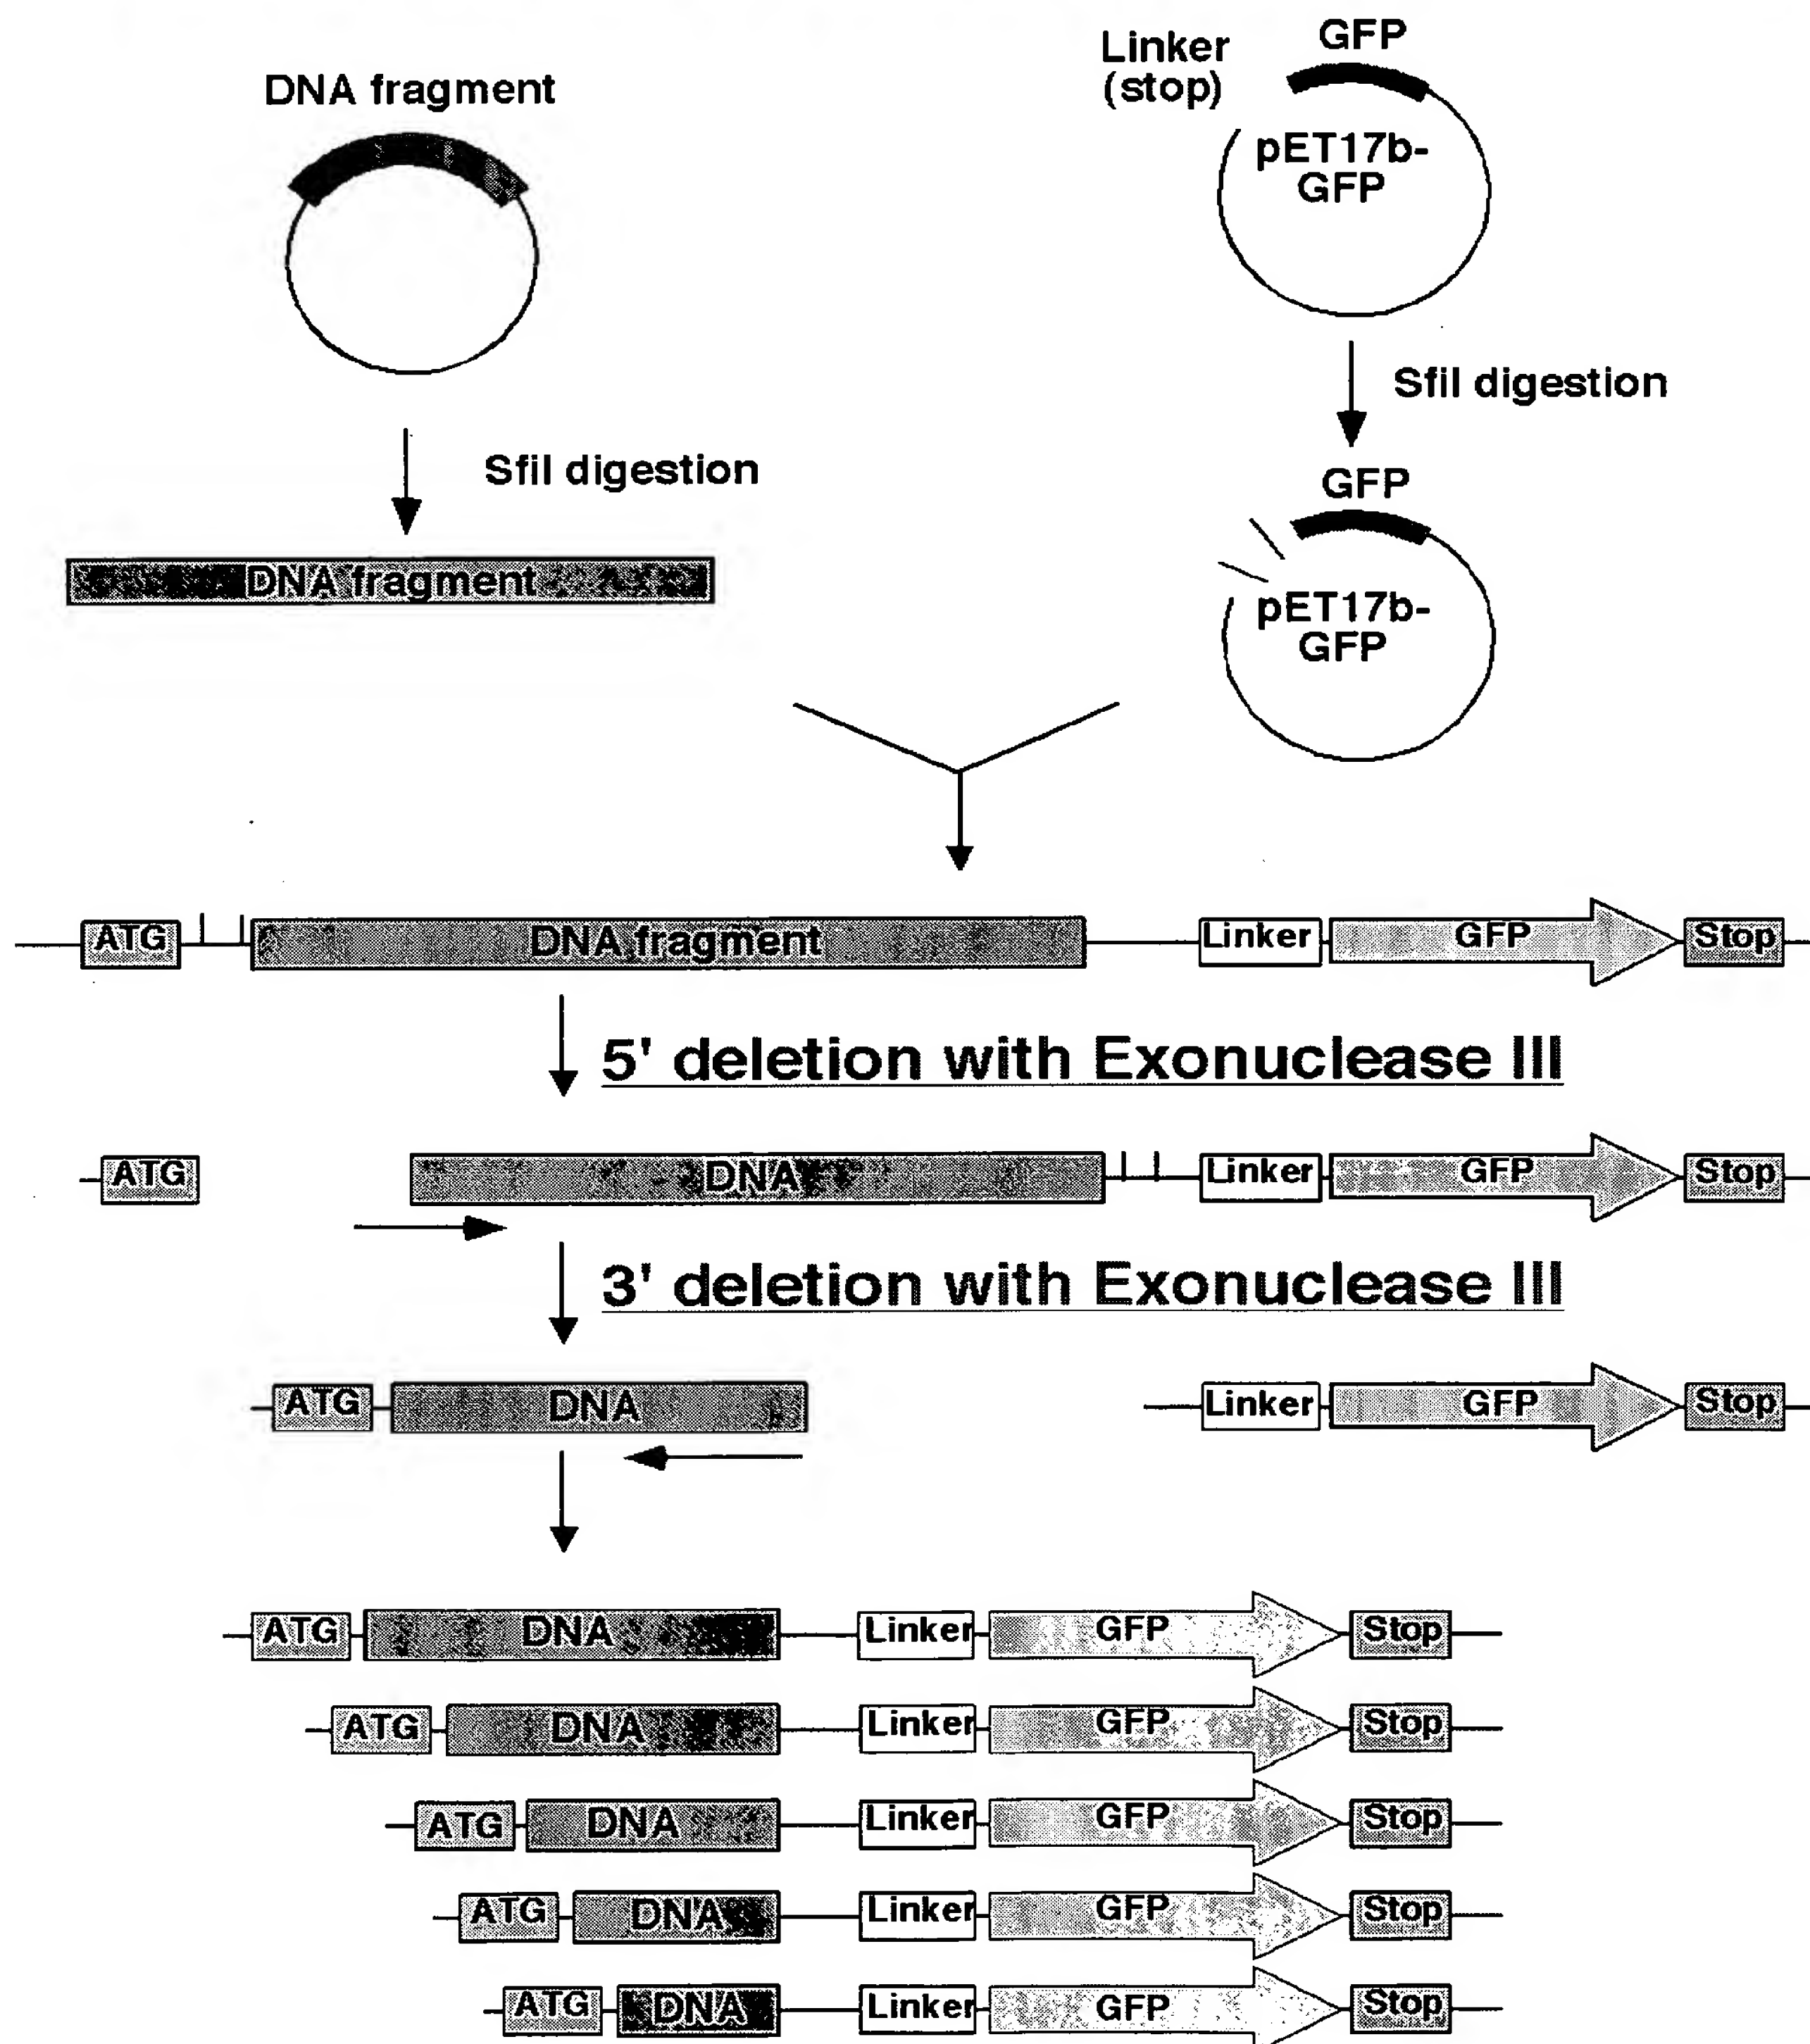 DNA fragment
Linker
(stop)
GFP
pET17b-
GFP
SfiI digestion
SfiI digestion
DNA fragment
GFP
pET17b-
GFP
ATG DNA fragment Linker GFP Stop
5' deletion with Exonuclease III
ATG DNA Linker GFP Stop
3' deletion with Exonuclease III
ATG DNA Linker GFP Stop
ATG DNA Linker GFP Stop
ATG DNA Linker GFP Stop
ATG DNA Linker GFP Stop
ATG DNA Linker GFP Stop
ATG DNA Linker GFP Stop